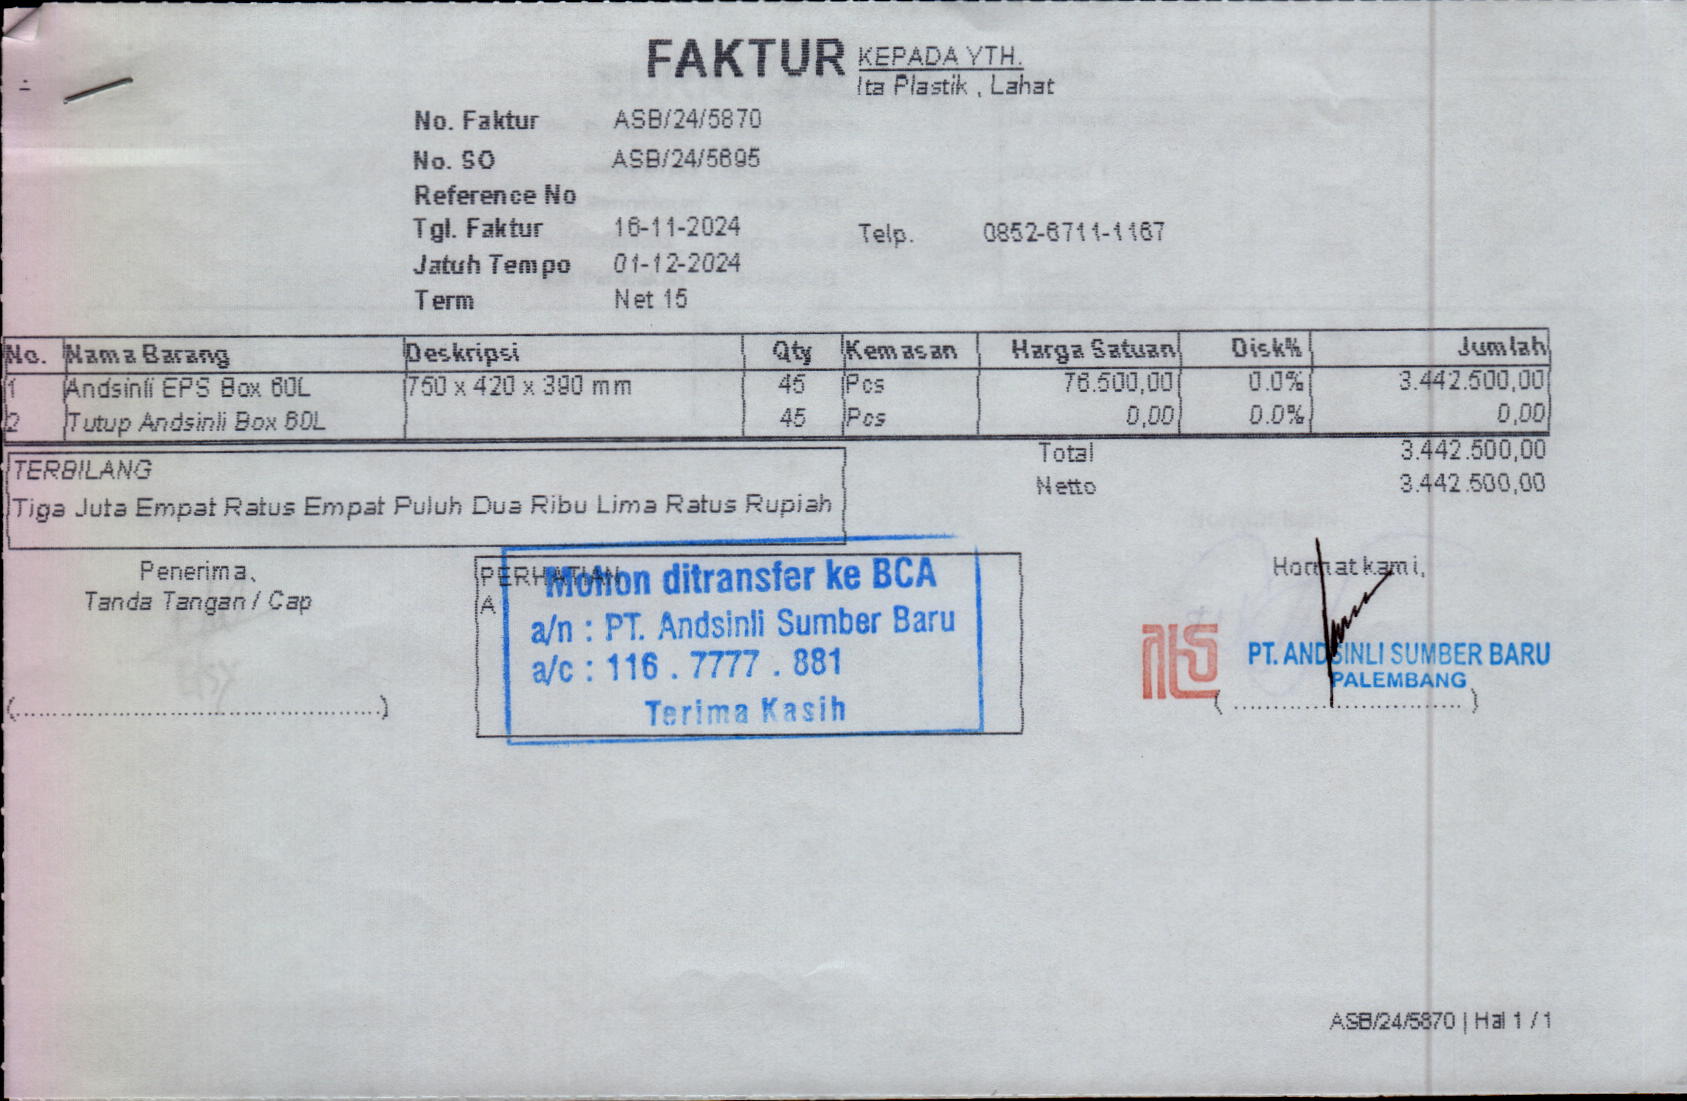 FAKTUR
KEPADA YTH.
Ita Plastik , Lahat
No. Faktur ASB/24/5870
No. SO ASB/24/5695
Reference No
Tgl. Faktur 16-11-2024 Telp. 0852-6711-1167
Jatuh Tempo 01-12-2024
Term Net 15
No. Nama Barang Deskripsi Qty Kemasan Harga Satuan Disk% Jumlah
1 Andsinli EPS Box 60L 750 x 420 x 390 mm 45 Pcs 76.500,00 0.0% 3.442.500,00
2 Tutup Andsinli Box 60L 45 Pcs 0,00 0.0% 0,00
Total 3.442.500,00
Netto 3.442.500,00
TERBILANG
Tiga Juta Empat Ratus Empat Puluh Dua Ribu Lima Ratus Rupiah
Penerima,
Tanda Tangan / Cap
(........................................................)
PERHATIAN
A
Mohon ditransfer ke BCA
a/n : PT. Andsinli Sumber Baru
a/c : 116 . 7777 . 881
Terima Kasih
Hormat kami,
PT. ANDSINLI SUMBER BARU
PALEMBANG
( .................................. )
ASB/24/5870 | Hal 1 / 1